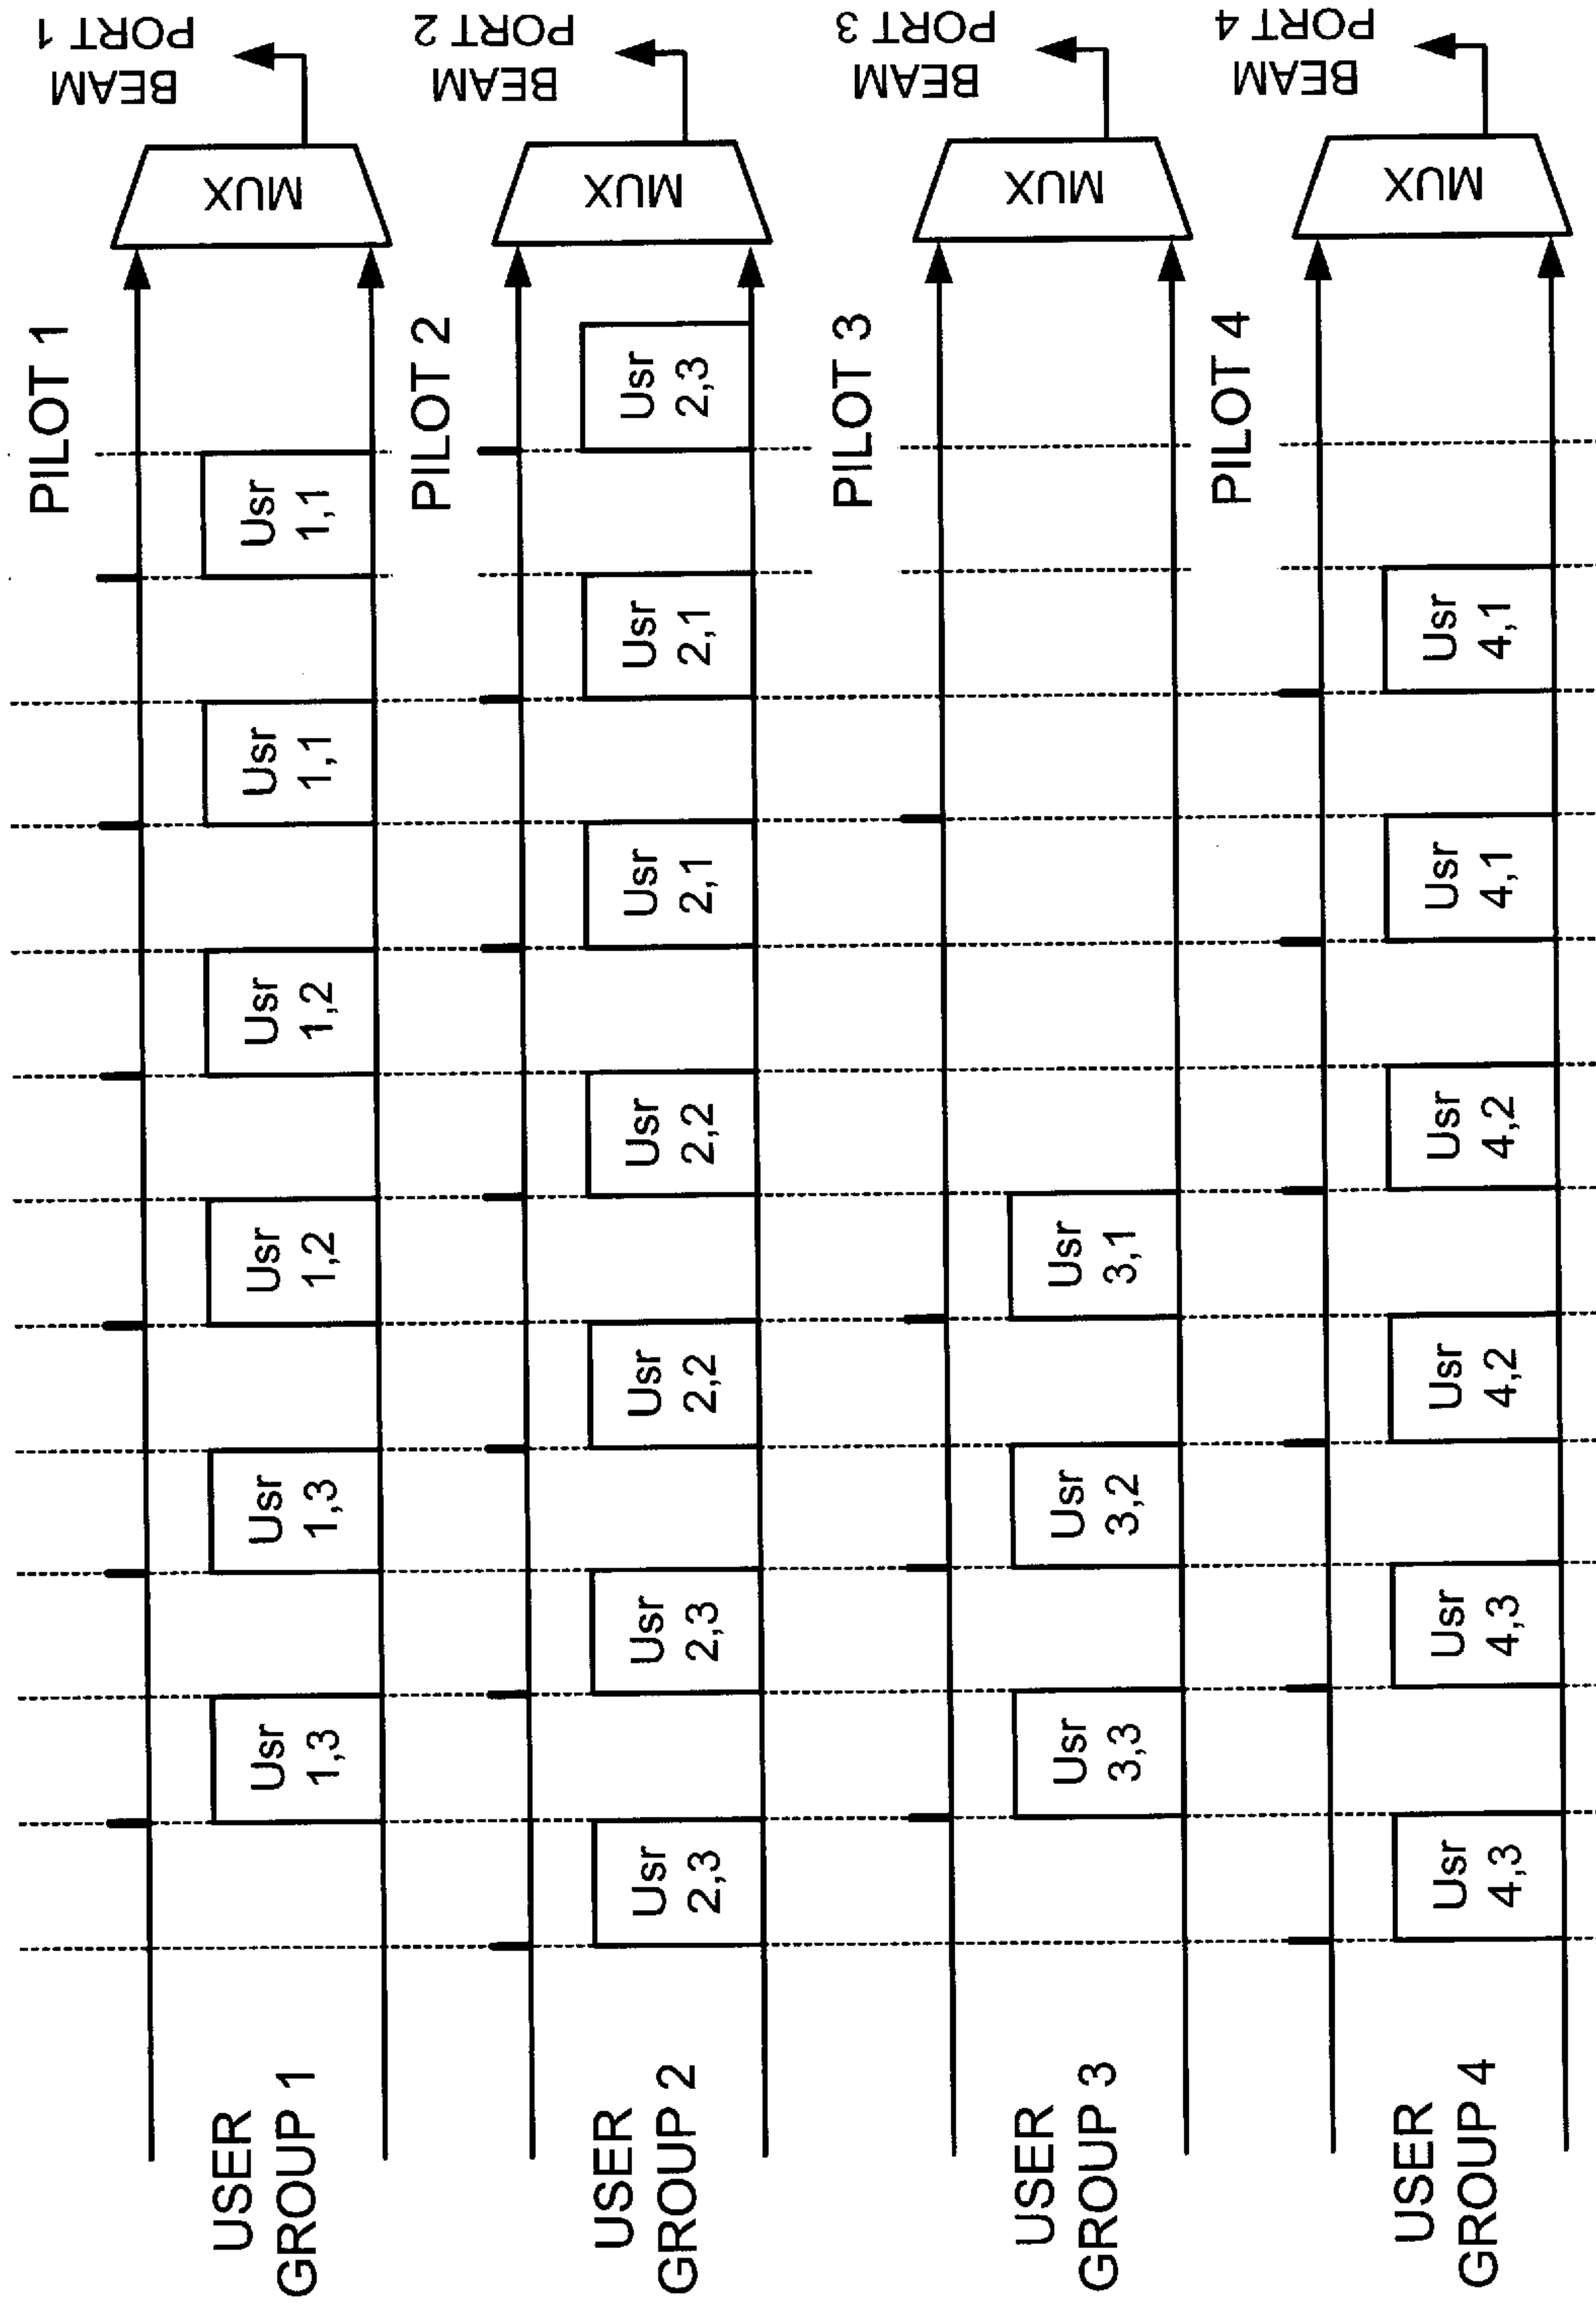 PILOT 1
USER
GROUP 1
Usr
1,3
Usr
1,3
Usr
1,2
Usr
1,2
Usr
1,1
Usr
1,1
MUX
BEAM
PORT 1
PILOT 2
USER
GROUP 2
Usr
2,3
Usr
2,3
Usr
2,2
Usr
2,2
Usr
2,1
Usr
2,1
Usr
2,3
MUX
BEAM
PORT 2
PILOT 3
USER
GROUP 3
Usr
3,3
Usr
3,2
Usr
3,1
MUX
BEAM
PORT 3
PILOT 4
USER
GROUP 4
Usr
4,3
Usr
4,3
Usr
4,2
Usr
4,2
Usr
4,1
Usr
4,1
MUX
BEAM
PORT 4